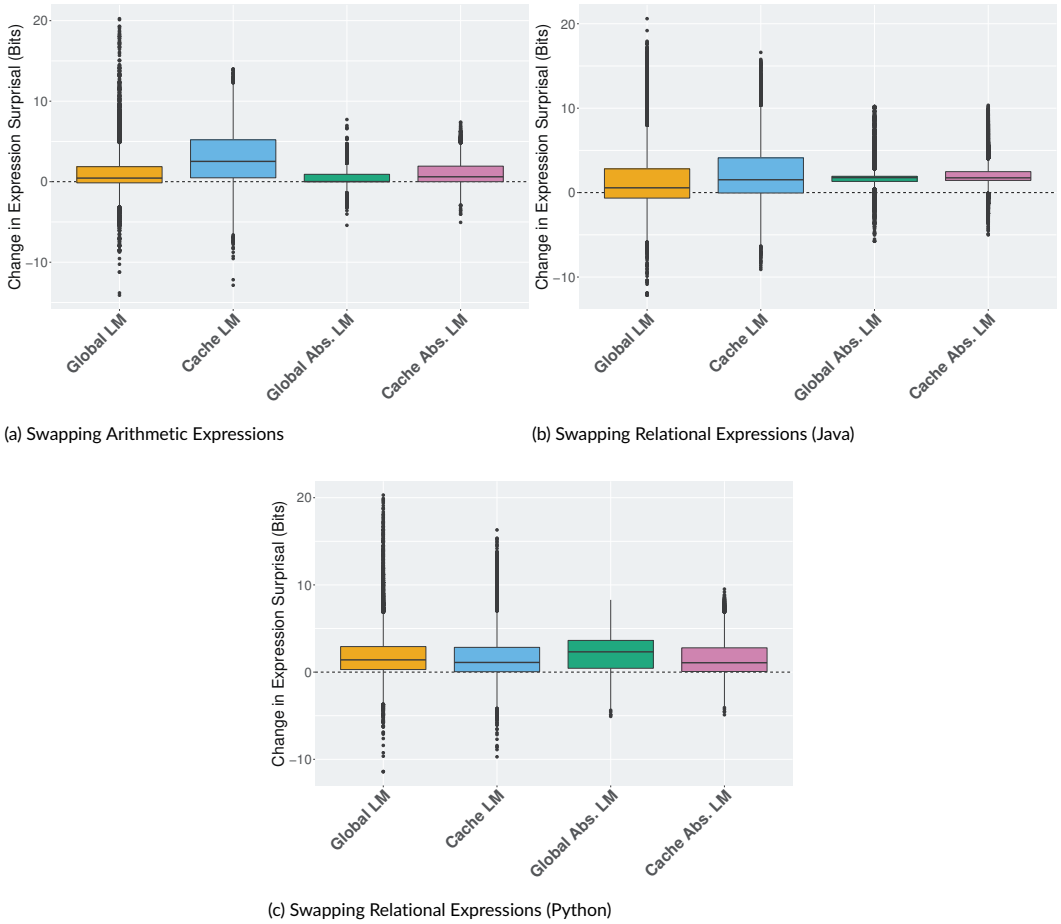 Change in Expression Surprisal (Bits)
20
10
0
−10
Global LM
Cache LM
Global Abs. LM
Cache Abs. LM
(a) Swapping Arithmetic Expressions
Change in Expression Surprisal (Bits)
20
10
0
−10
Global LM
Cache LM
Global Abs. LM
Cache Abs. LM
(b) Swapping Relational Expressions (Java)
Change in Expression Surprisal (Bits)
20
10
0
−10
Global LM
Cache LM
Global Abs. LM
Cache Abs. LM
(c) Swapping Relational Expressions (Python)